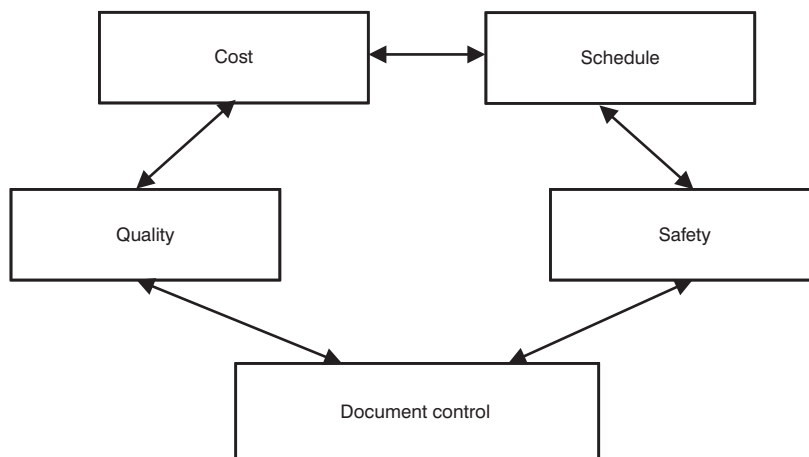 Cost
Schedule
Quality
Safety
Document control